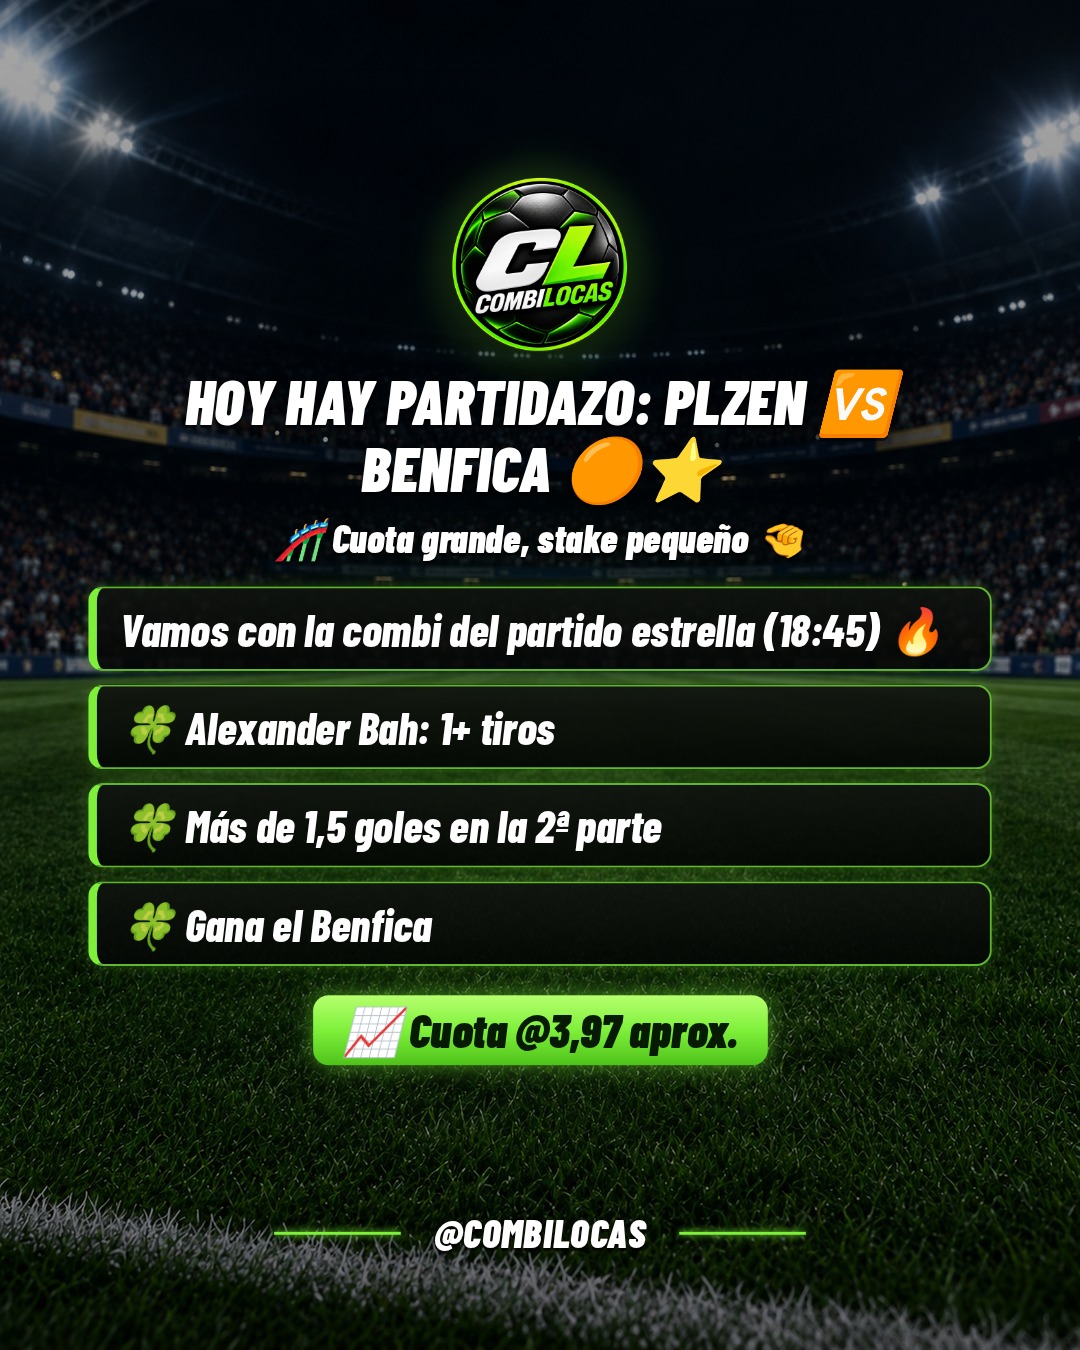 CL
COMBILOCAS
HOY HAY PARTIDAZO: PLZEN 🆚
BENFICA 🟠⭐
🎢Cuota grande, stake pequeño 🤏
Vamos con la combi del partido estrella (18:45) 🔥
🍀 Alexander Bah: 1+ tiros
🍀 Más de 1,5 goles en la 2ª parte
🍀 Gana el Benfica
📈 Cuota @3,97 aprox.
@COMBILOCAS